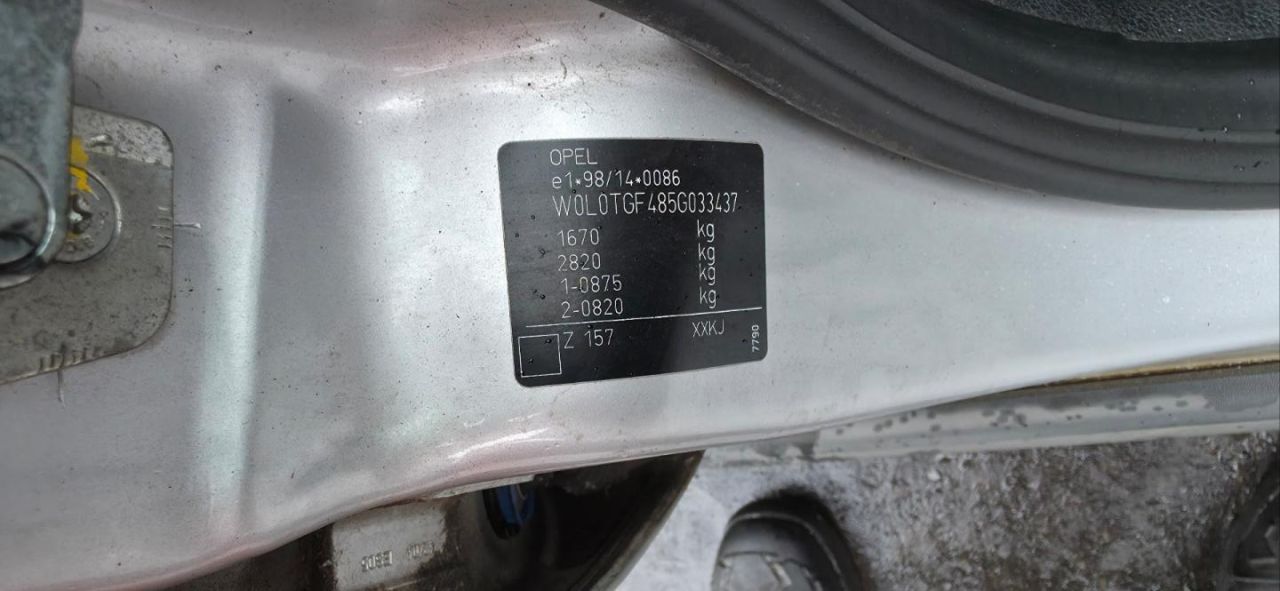 OPEL
e1*98/14*0086
W0L0TGF485G033437
1670 kg
2820 kg
1-0875 kg
2-0820 kg
Z 157 XXKJ
7790